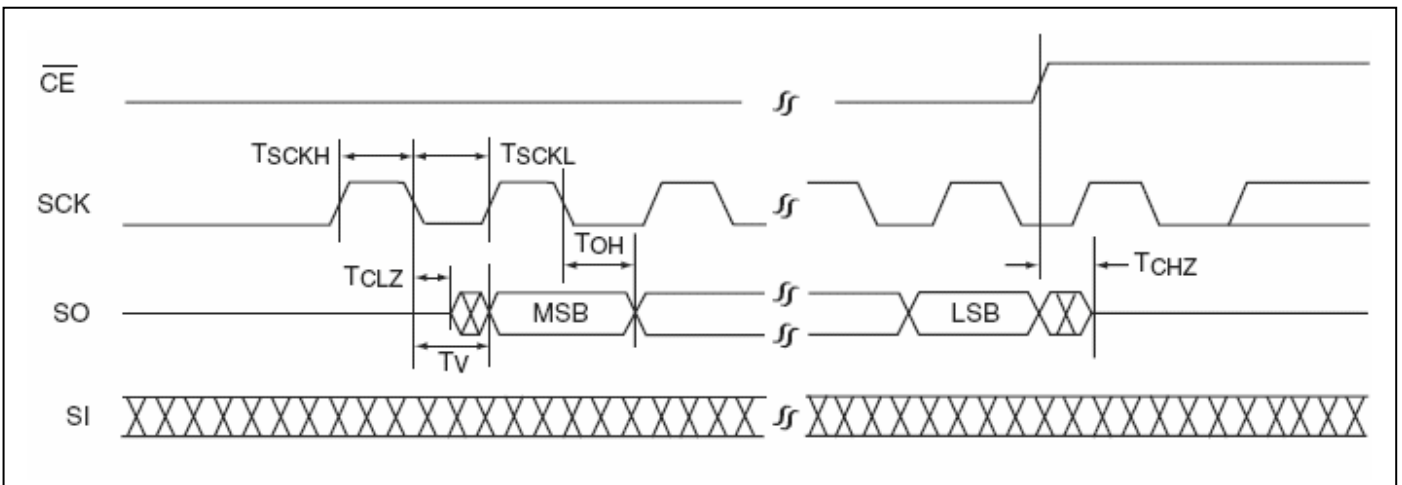 CE
TSCKH
TSCKL
SCK
TOH
TCLZ
TCHZ
SO
MSB
LSB
TV
SI